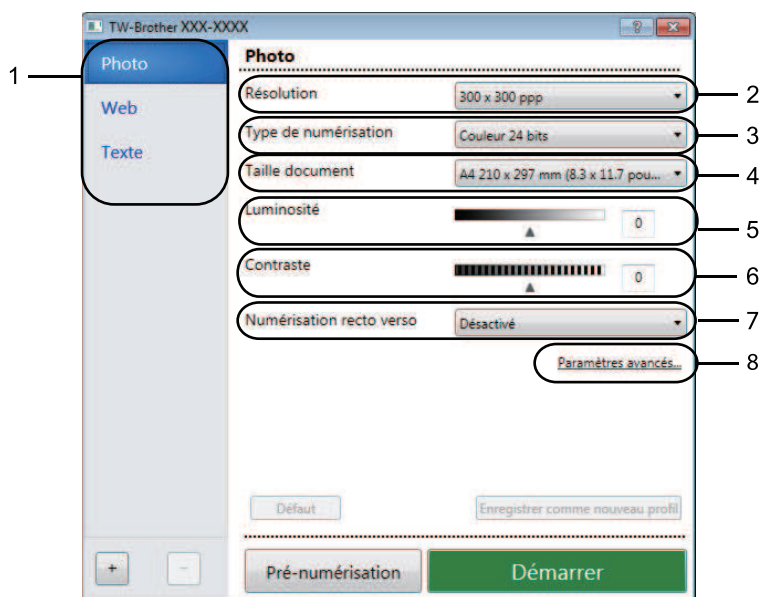 TW-Brother XXX-XXXX
1
Photo
Web
Texte
Photo
Résolution 300 x 300 ppp 2
Type de numérisation Couleur 24 bits 3
Taille document A4 210 x 297 mm (8.3 x 11.7 pou... 4
Luminosité 0 5
Contraste 0 6
Numérisation recto verso Désactivé 7
Paramètres avancés... 8
Défaut Enregistrer comme nouveau profil
+ - Pré-numérisation Démarrer